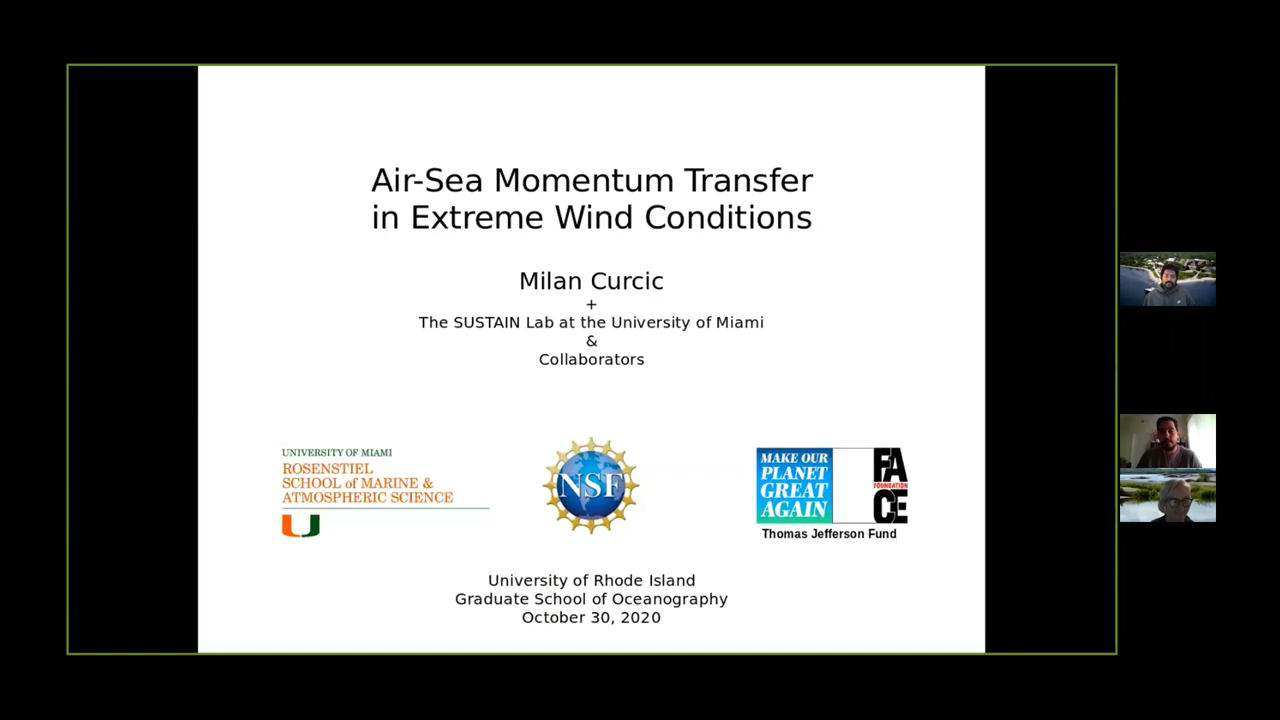 Air-Sea Momentum Transfer
in Extreme Wind Conditions
Milan Curcic
+
The SUSTAIN Lab at the University of Miami
&
Collaborators
UNIVERSITY OF MIAMI
ROSENSTIEL
SCHOOL of MARINE &
ATMOSPHERIC SCIENCE
U
NSF
MAKE OUR
PLANET
GREAT
AGAIN
FA
FOUNDATION
CE
Thomas Jefferson Fund
University of Rhode Island
Graduate School of Oceanography
October 30, 2020